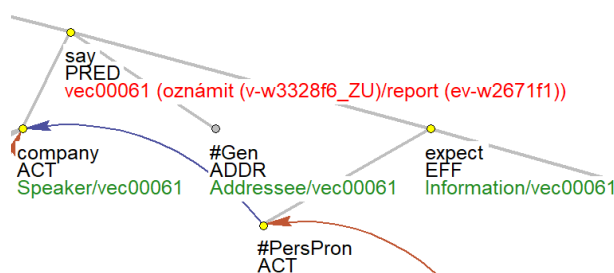 say
PRED
vec00061 (oznámit (v-w3328f6_ZU)/report (ev-w2671f1))
company
ACT
Speaker/vec00061
#Gen
ADDR
Addressee/vec00061
expect
EFF
Information/vec00061
#PersPron
ACT